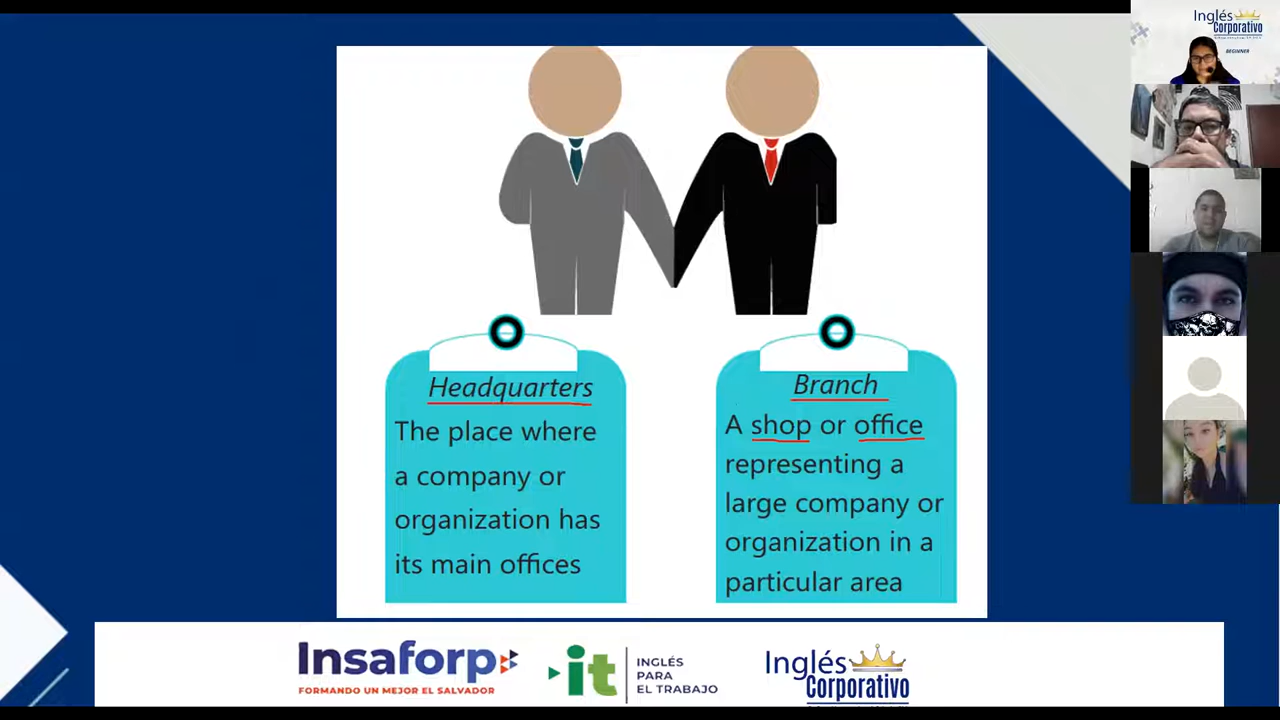 Headquarters
The place where
a company or
organization has
its main offices
Branch
A shop or office
representing a
large company or
organization in a
particular area
Insaforp
FORMANDO UN MEJOR EL SALVADOR
it
INGLÉS
PARA
EL TRABAJO
Inglés
Corporativo
Inglés
Corporativo
BEGINNER